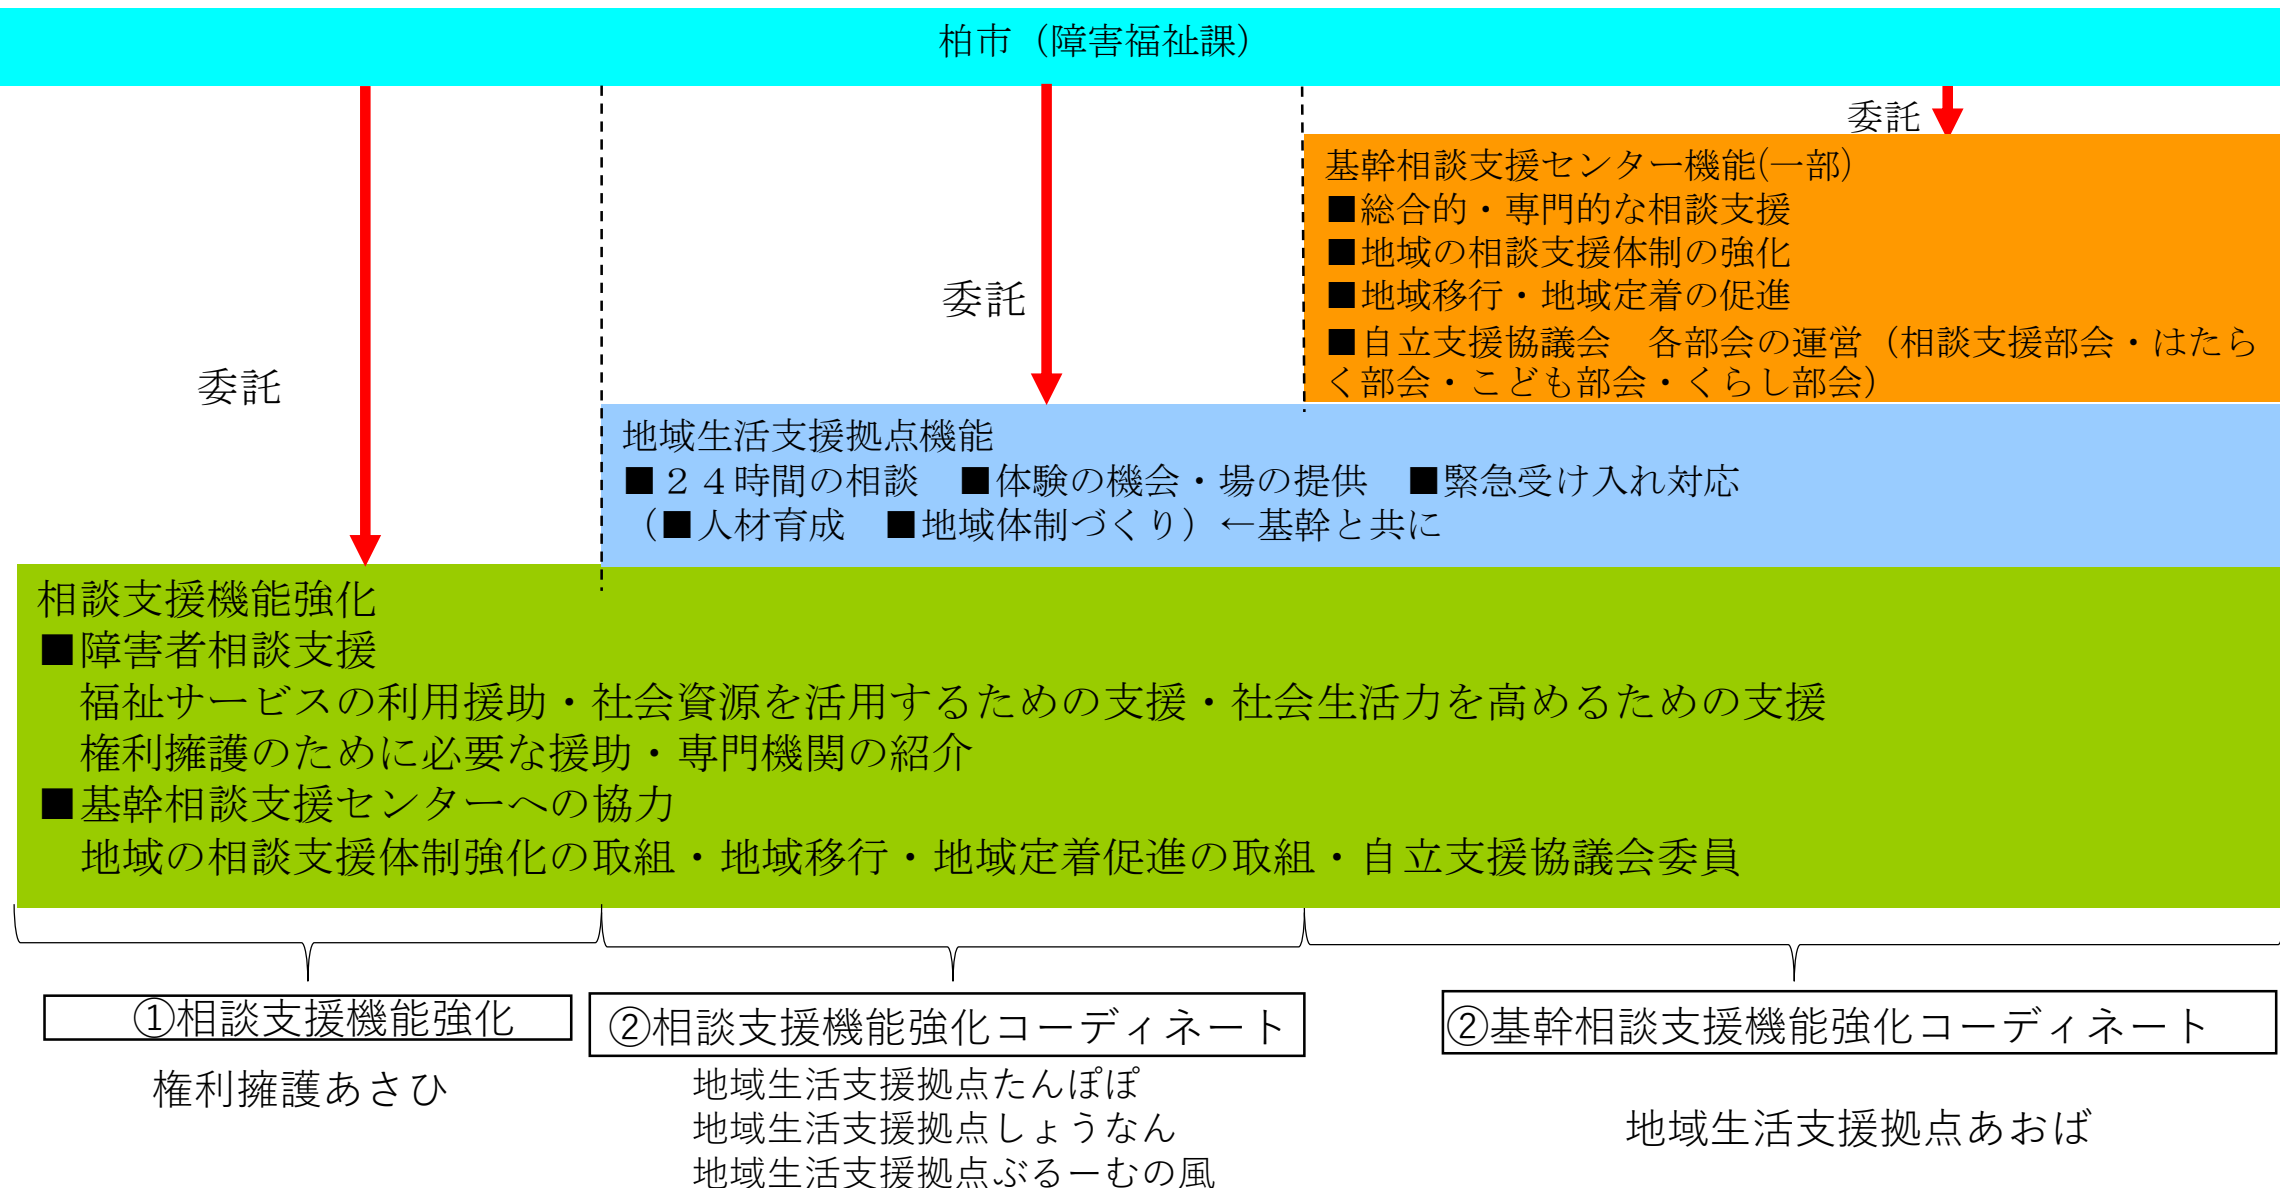 柏市（障害福祉課）
委託
基幹相談支援センター機能(一部)
■総合的・専門的な相談支援
■地域の相談支援体制の強化
■地域移行・地域定着の促進
■自立支援協議会　各部会の運営（相談支援部会・はたら
く部会・こども部会・くらし部会）
委託
地域生活支援拠点機能
■２４時間の相談　■体験の機会・場の提供　■緊急受け入れ対応
（■人材育成　■地域体制づくり）←基幹と共に
委託
相談支援機能強化
■障害者相談支援
福祉サービスの利用援助・社会資源を活用するための支援・社会生活力を高めるための支援
権利擁護のために必要な援助・専門機関の紹介
■基幹相談支援センターへの協力
地域の相談支援体制強化の取組・地域移行・地域定着促進の取組・自立支援協議会委員
①相談支援機能強化
権利擁護あさひ
②相談支援機能強化コーディネート
地域生活支援拠点たんぽぽ
地域生活支援拠点しょうなん
地域生活支援拠点ぶるーむの風
②基幹相談支援機能強化コーディネート
地域生活支援拠点あおば